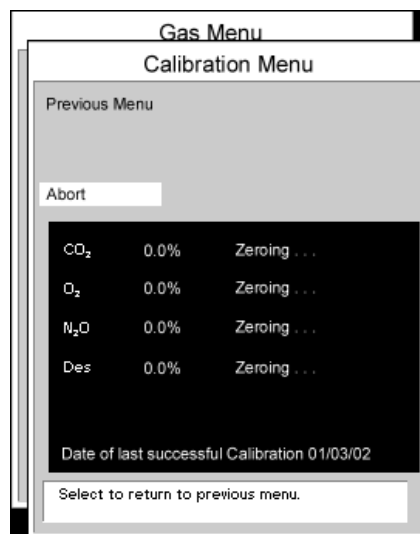 Gas Menu
Calibration Menu
Previous Menu
Abort
CO₂ 0.0% Zeroing . . .
O₂ 0.0% Zeroing . . .
N₂O 0.0% Zeroing . . .
Des 0.0% Zeroing . . .
Date of last successful Calibration 01/03/02
Select to return to previous menu.